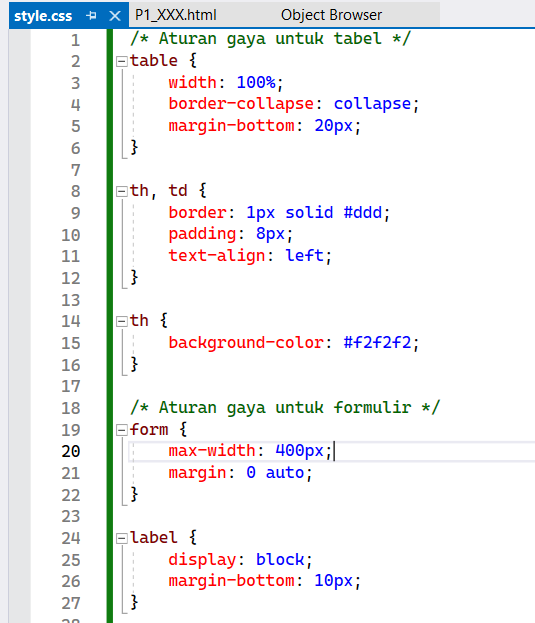 style.css P1_XXX.html Object Browser
1 /* Aturan gaya untuk tabel */
2 table {
3 width: 100%;
4 border-collapse: collapse;
5 margin-bottom: 20px;
6 }
7
8 th, td {
9 border: 1px solid #ddd;
10 padding: 8px;
11 text-align: left;
12 }
13
14 th {
15 background-color: #f2f2f2;
16 }
17
18 /* Aturan gaya untuk formulir */
19 form {
20 max-width: 400px;
21 margin: 0 auto;
22 }
23
24 label {
25 display: block;
26 margin-bottom: 10px;
27 }